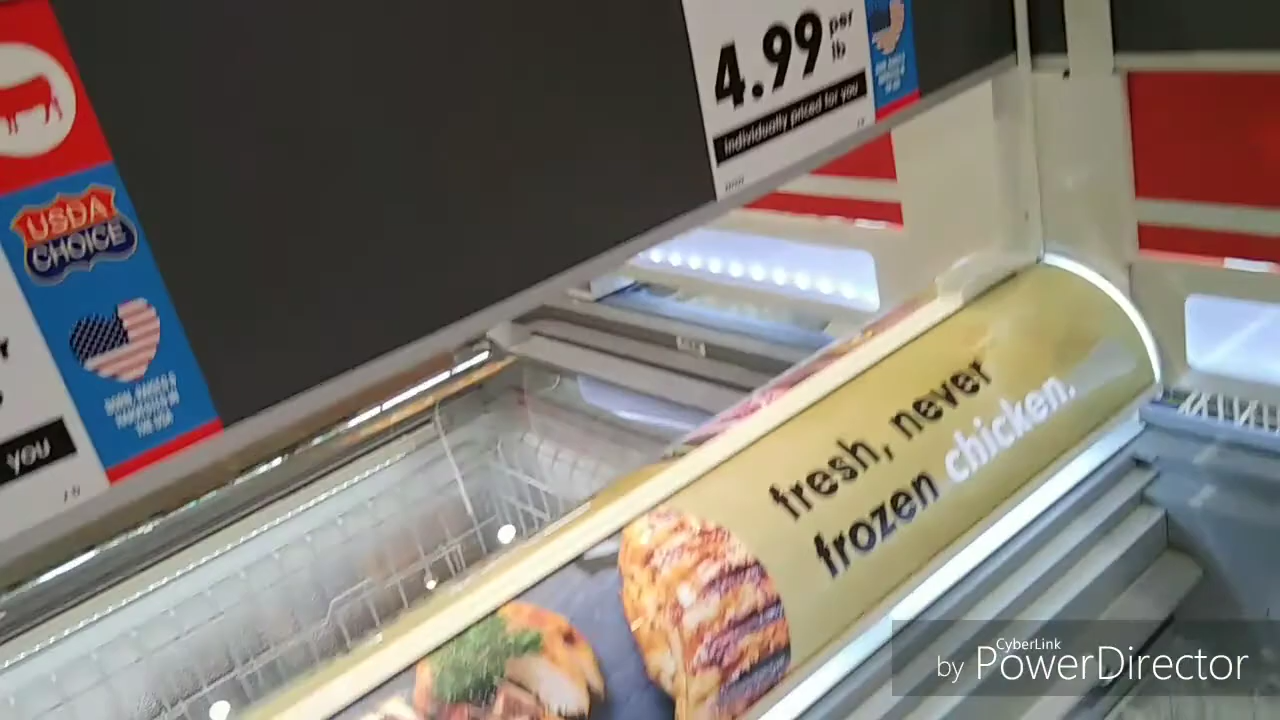 4.99 per lb
individually priced for you
USDA
CHOICE
you
fresh, never
frozen chicken.
CyberLink
by PowerDirector